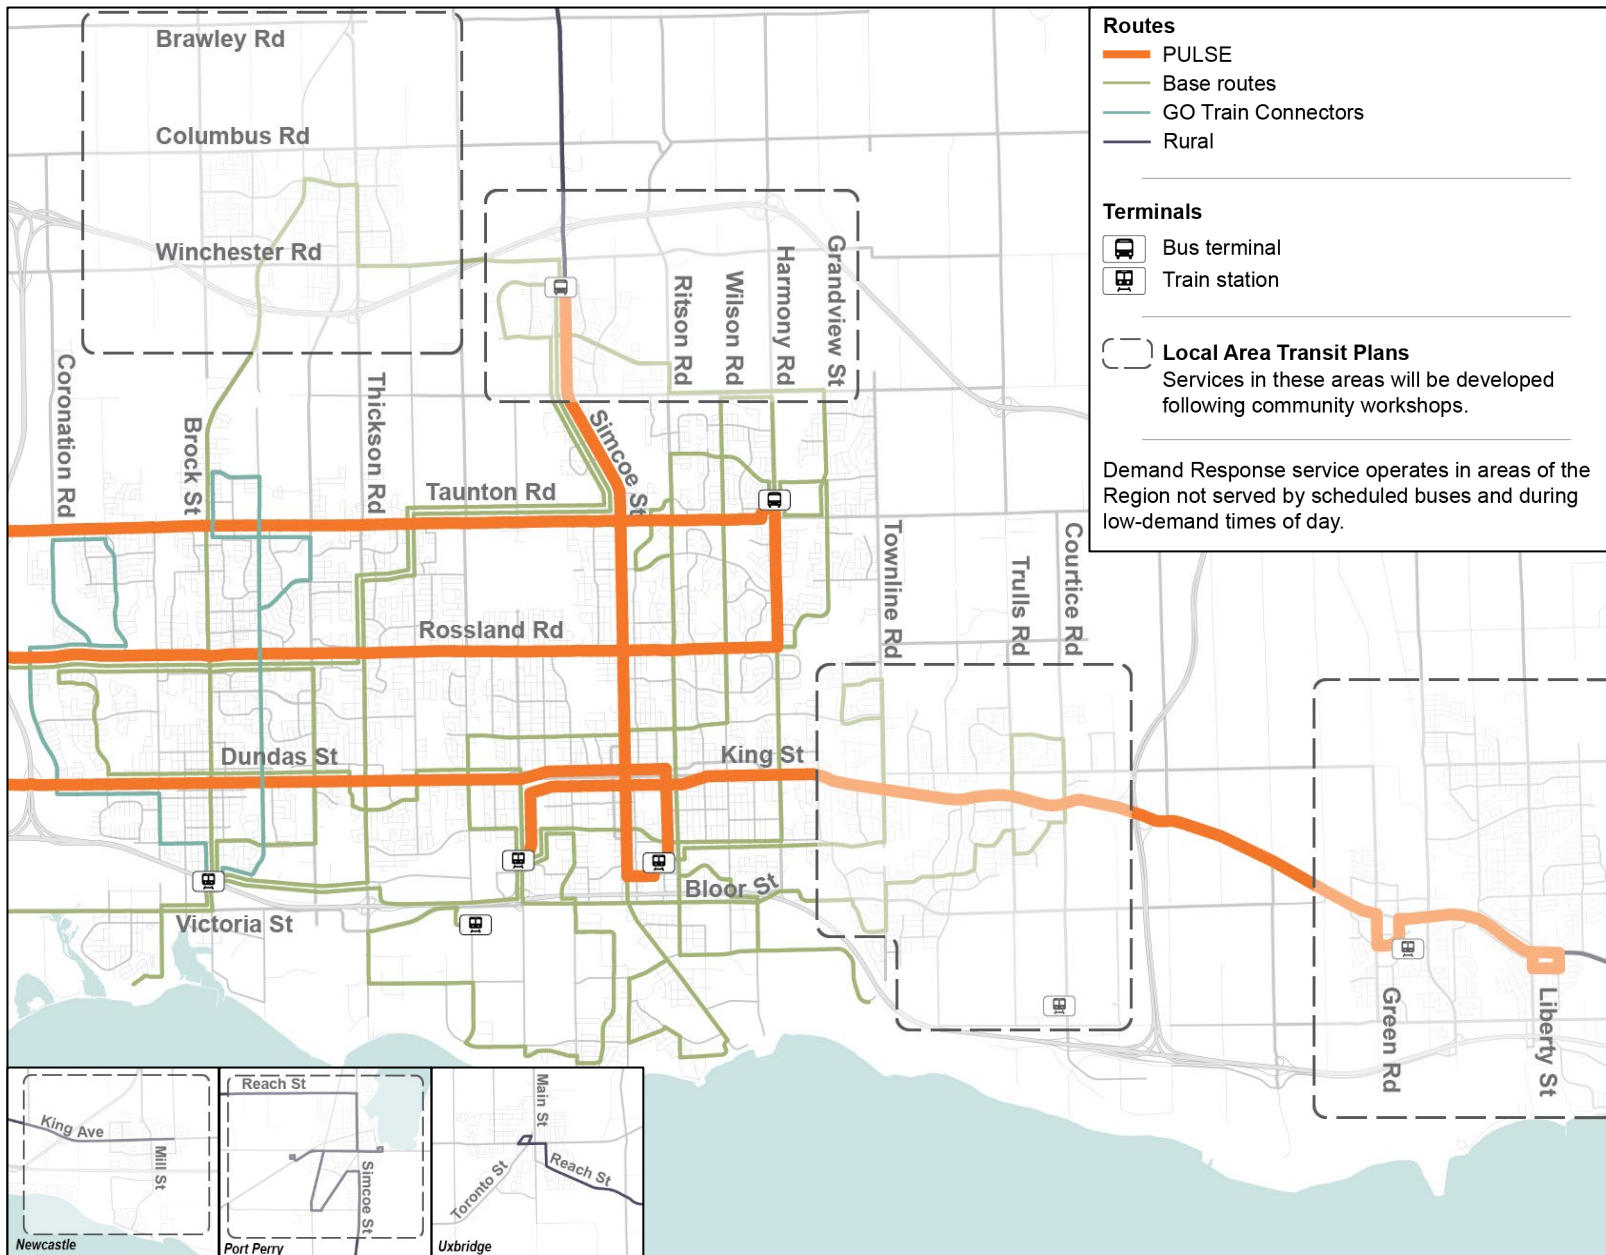 Brawley Rd
Columbus Rd
Winchester Rd
Coronation Rd
Brock St
Thickson Rd
Simcoe St
Ritson Rd
Wilson Rd
Harmony Rd
Grandview St
Taunton Rd
Townline Rd
Trulls Rd
Courtice Rd
Rossland Rd
Dundas St
King St
Bloor St
Victoria St
Green Rd
Liberty St
Routes
PULSE
Base routes
GO Train Connectors
Rural
Terminals
Bus terminal
Train station
Local Area Transit Plans
Services in these areas will be developed
following community workshops.
Demand Response service operates in areas of the
Region not served by scheduled buses and during
low-demand times of day.
King Ave
Mill St
Newcastle
Reach St
Simcoe St
Port Perry
Main St
Toronto St
Reach St
Uxbridge